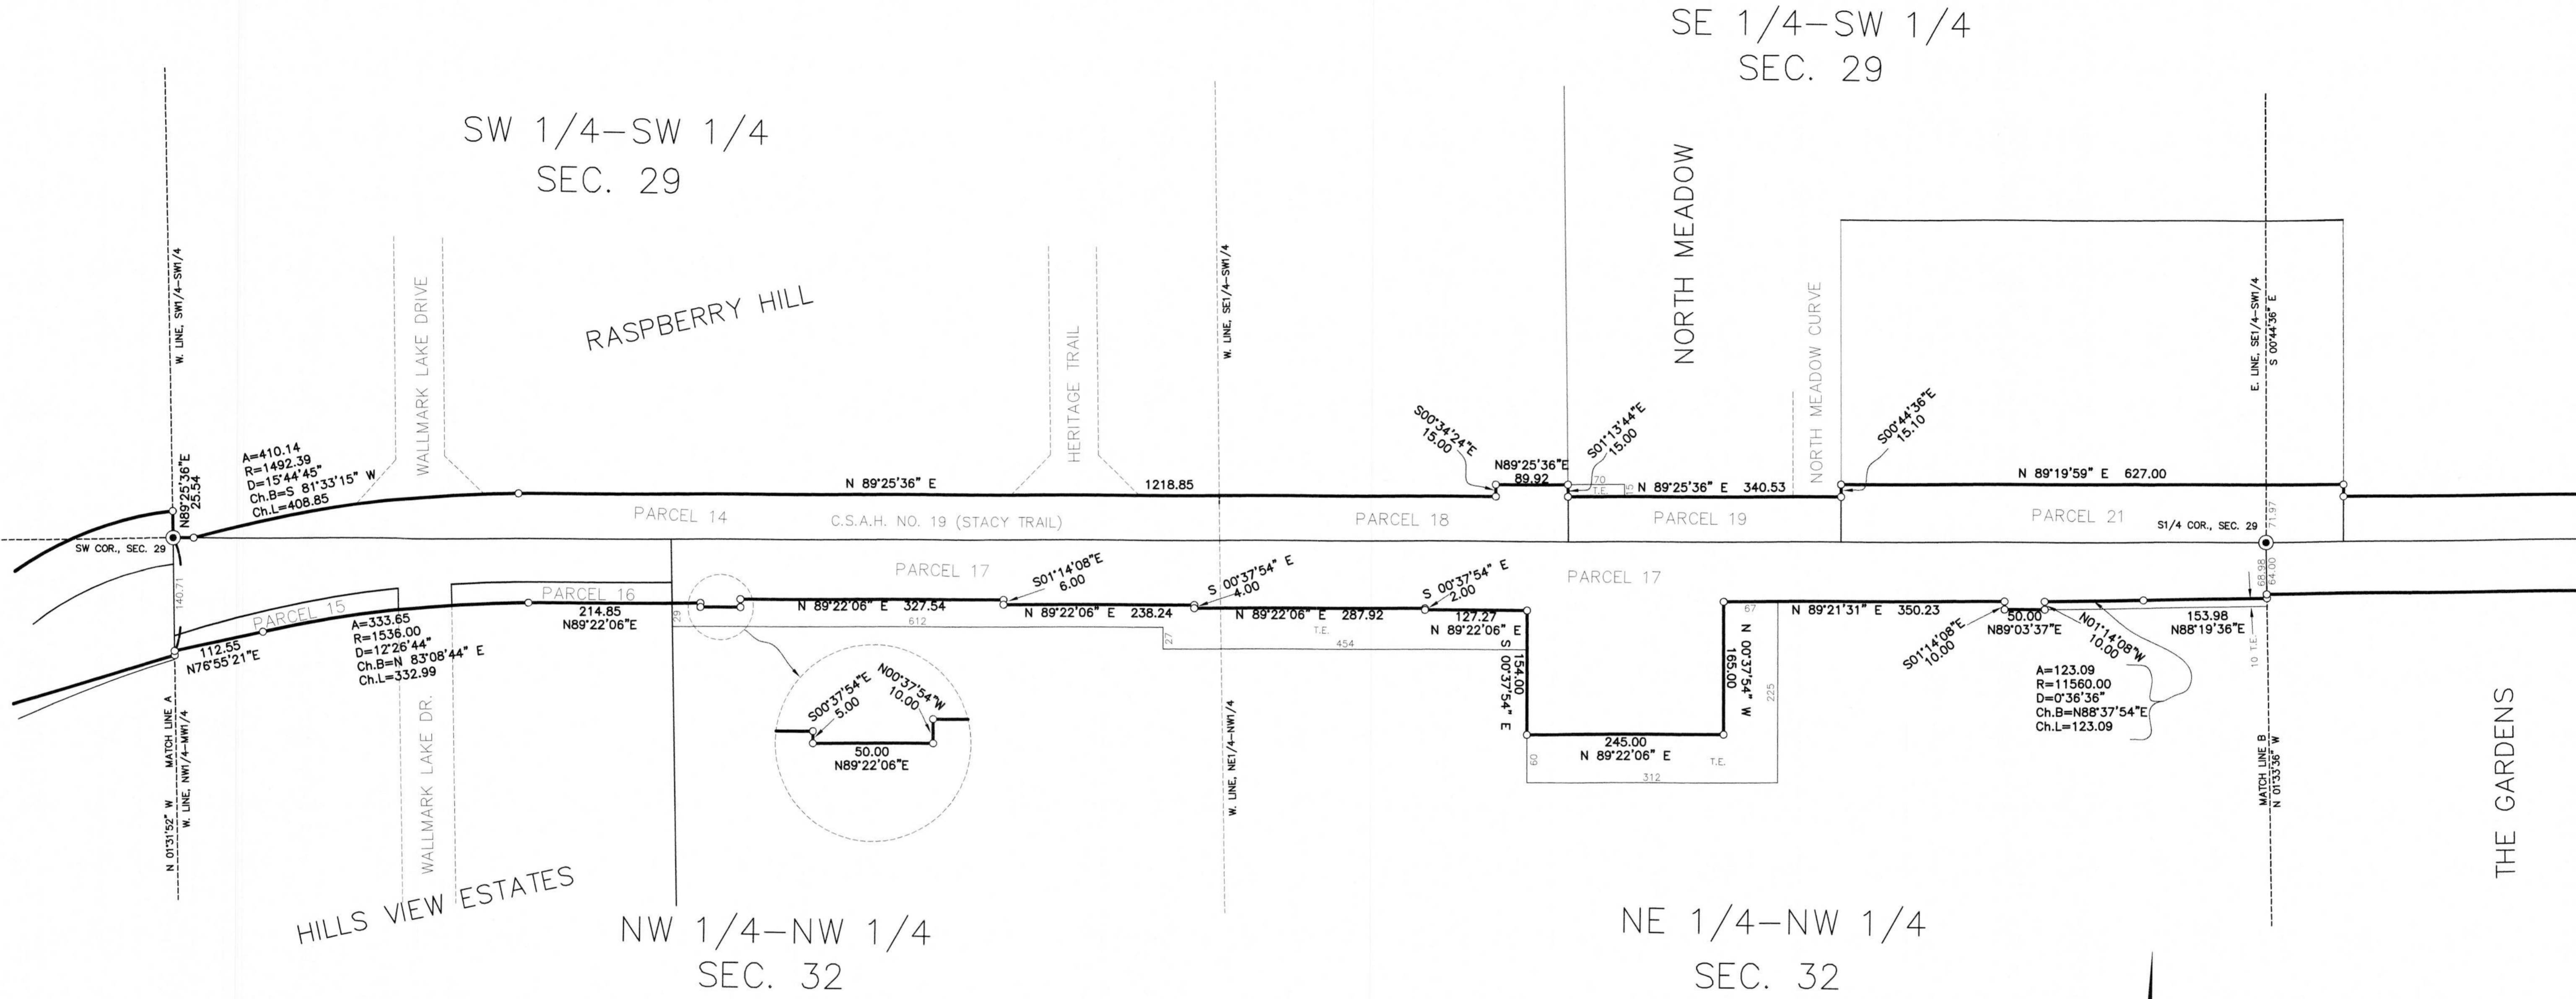 SE 1/4-SW 1/4
SEC. 29
SW 1/4-SW 1/4
SEC. 29
NORTH MEADOW
W. LINE, SW1/4-SW1/4
WALLMARK LAKE DRIVE
RASPBERRY HILL
HERITAGE TRAIL
W. LINE, SE1/4-SW1/4
NORTH MEADOW CURVE
E. LINE, SE1/4-SW1/4
S 00°44'36" E
N89°25'36"E
25.54
A=410.14
R=1492.39
D=15°44'45"
Ch.B=S 81°33'15" W
Ch.L=408.85
N 89°25'36" E 1218.85
S00°34'24"E
15.00
N89°25'36"E
89.92
S01°13'44"E
15.00
70
T.E.
15
N 89°25'36" E 340.53
S00°44'36"E
15.10
N 89°19'59" E 627.00
PARCEL 14
C.S.A.H. NO. 19 (STACY TRAIL)
PARCEL 18
PARCEL 19
PARCEL 21
S1/4 COR., SEC. 29
71.97
SW COR., SEC. 29
140.71
PARCEL 15
PARCEL 16
PARCEL 17
PARCEL 17
68.98
64.00
112.55
N76°55'21"E
A=333.65
R=1536.00
D=12°26'44"
Ch.B=N 83°08'44" E
Ch.L=332.99
214.85
N89°22'06"E
29
N 89°22'06" E 327.54
612
S01°14'08"E
6.00
N 89°22'06" E 238.24
27
S 00°37'54" E
4.00
N 89°22'06" E 287.92
T.E.
454
S 00°37'54" E
2.00
127.27
N 89°22'06" E
154.00
S 00°37'54" E
N 00°37'54" W
165.00
67
225
245.00
N 89°22'06" E
T.E.
60
312
N 89°21'31" E 350.23
S01°14'08"E
10.00
50.00
N89°03'37"E
N01°14'08"W
10.00
153.98
N88°19'36"E
10 T.E.
A=123.09
R=11560.00
D=0°36'36"
Ch.B=N88°37'54"E
Ch.L=123.09
S00°37'54"E
5.00
N00°37'54"W
10.00
50.00
N89°22'06"E
N 01°31'52" W MATCH LINE A
W. LINE, NW1/4-MW1/4
WALLMARK LAKE DR.
W. LINE, NE1/4-NW1/4
MATCH LINE B
N 01°33'36" W
THE GARDENS
HILLS VIEW ESTATES
NW 1/4-NW 1/4
SEC. 32
NE 1/4-NW 1/4
SEC. 32